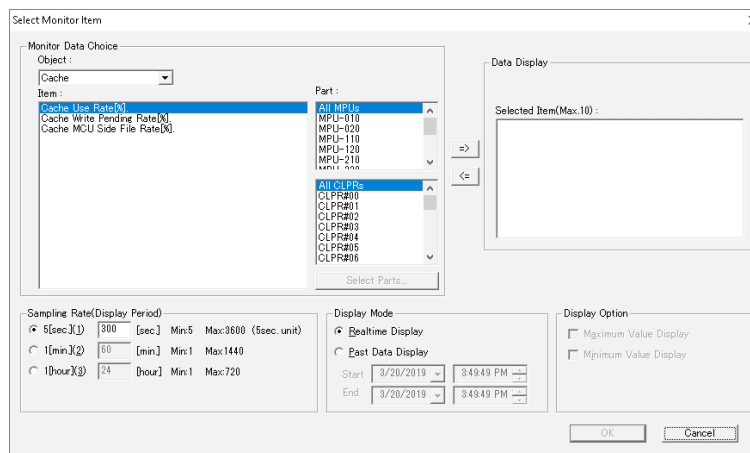 Select Monitor Item
Monitor Data Choice
Object :
Cache
Item :
Cache Use Rate[%].
Cache Write Pending Rate[%].
Cache MCU Side File Rate[%].
Part :
All MPUs
MPU-010
MPU-020
MPU-110
MPU-120
MPU-210
MPU-220
All CLPRs
CLPR#00
CLPR#01
CLPR#02
CLPR#03
CLPR#04
CLPR#05
CLPR#06
Select Parts...
=>
<=
Data Display
Selected Item(Max.10) :
Sampling Rate(Display Period)
5[sec.](1) 300 [sec.] Min:5 Max:3600 (5sec. unit)
1[min.](2) 60 [min.] Min:1 Max:1440
1[hour](3) 24 [hour] Min:1 Max:720
Display Mode
Realtime Display
Past Data Display
Start 3/20/2019 3:49:49 PM
End 3/20/2019 3:49:49 PM
Display Option
Maximum Value Display
Minimum Value Display
OK
Cancel